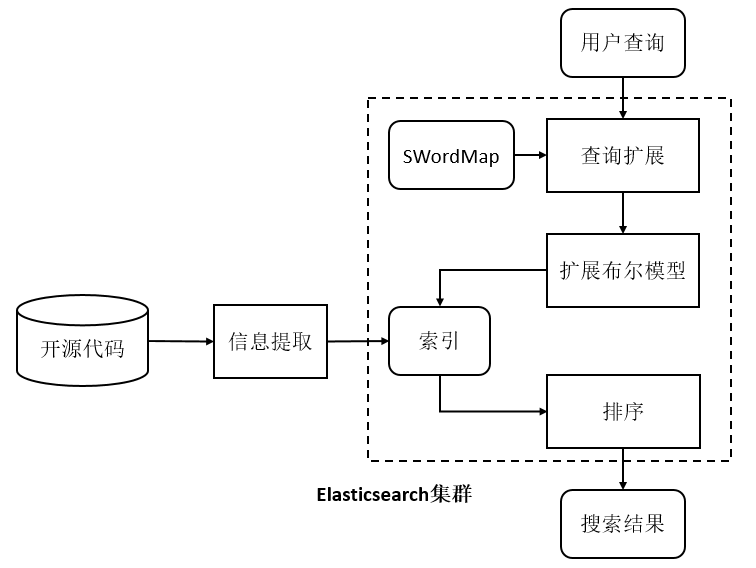 用户查询
SWordMap
查询扩展
扩展布尔模型
开源代码
信息提取
索引
排序
Elasticsearch集群
搜索结果